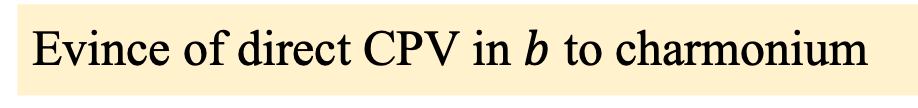 Evince of direct CPV in b to charmonium